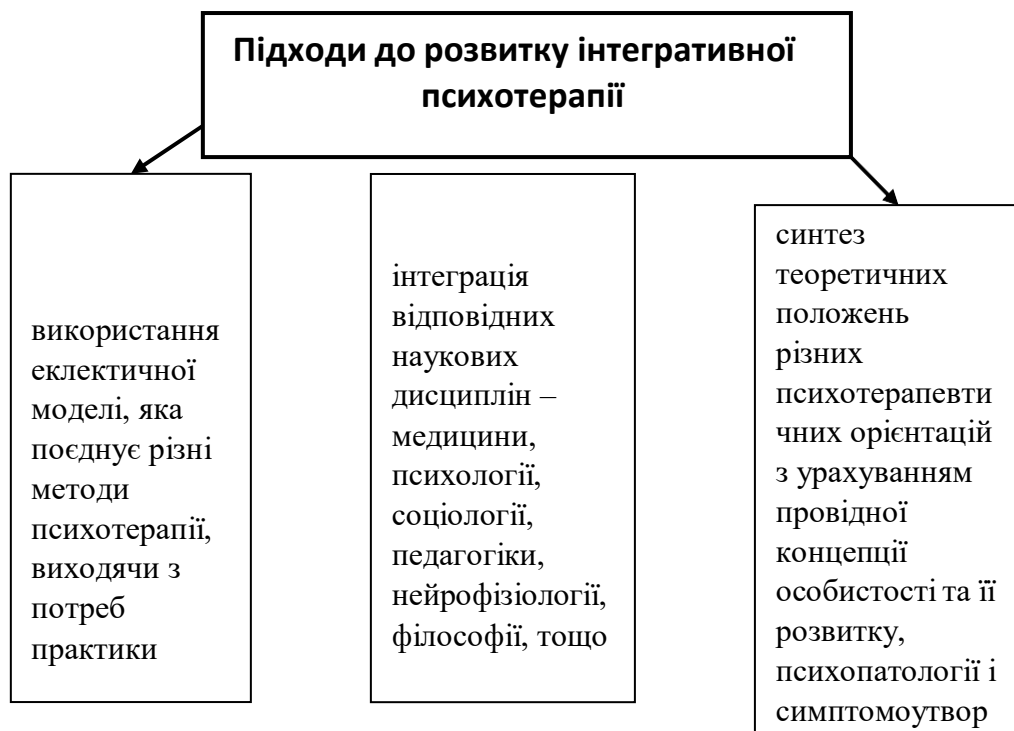 Підходи до розвитку інтегративної
психотерапії
використання
еклектичної
моделі, яка
поєднує різні
методи
психотерапії,
виходячи з
потреб
практики
інтеграція
відповідних
наукових
дисциплін –
медицини,
психології,
соціології,
педагогіки,
нейрофізіології,
філософії, тощо
синтез
теоретичних
положень
різних
психотерапевти
чних орієнтацій
з урахуванням
провідної
концепції
особистості та її
розвитку,
психопатології і
симптомоутвор